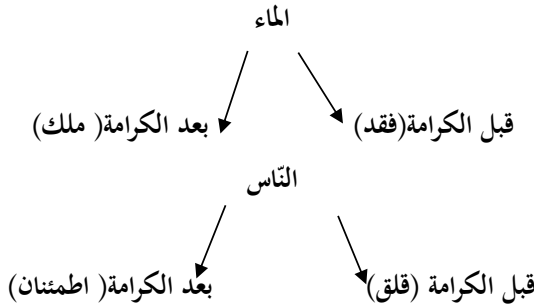 الماء
قبل الكرامة(فقد) بعد الكرامة( ملك)
النّاس
قبل الكرامة (قلق) بعد الكرامة( اطمئنان)